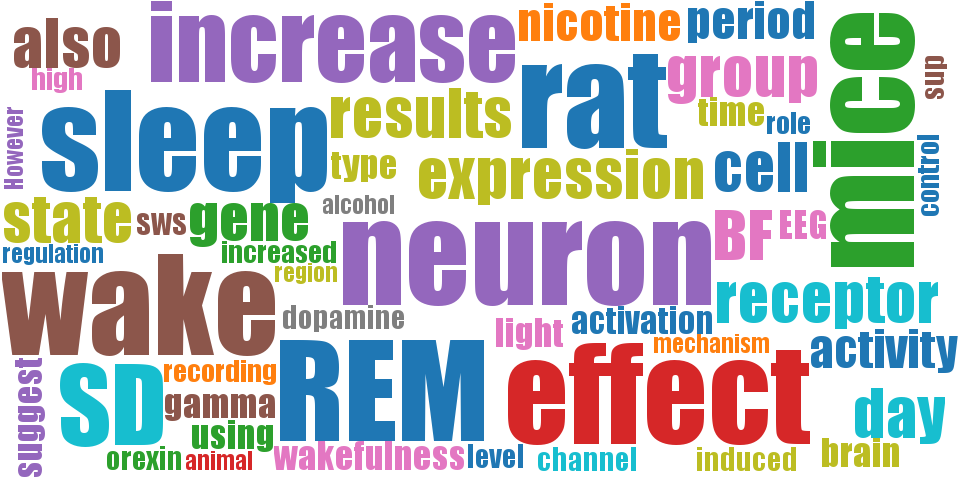 also
increase
nicotine
period
mice
high
rat
group
sup
sleep
results
time
role
However
type
expression
cell
control
state
sws
gene
alcohol
neuron
BF
EEG
regulation
increased
region
wake
dopamine
receptor
light
activation
mechanism
activity
suggest
SD
recording
REM
effect
gamma
day
using
orexin
animal
wakefulness
level
channel
induced
brain